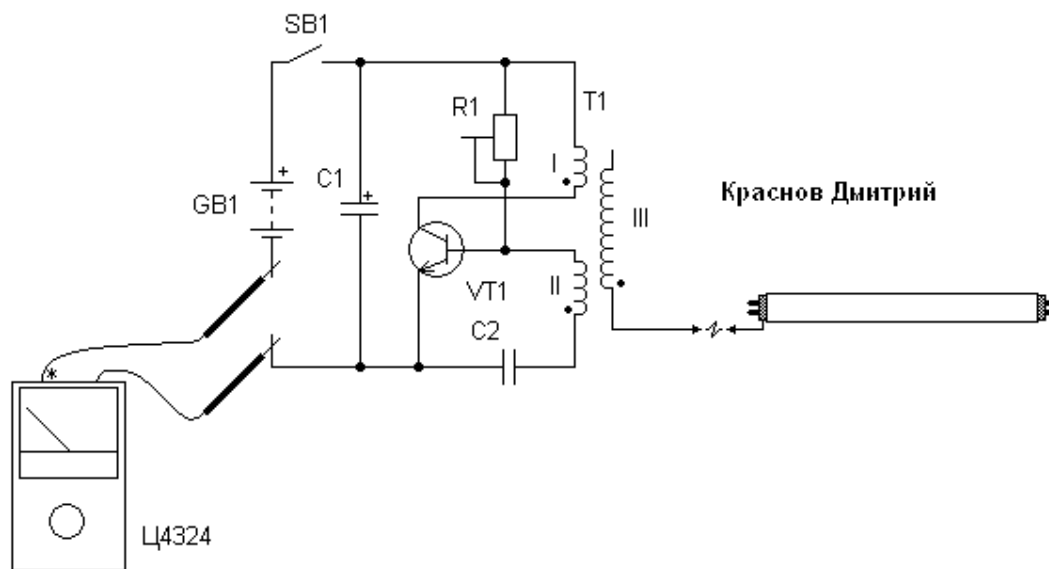 SB1
T1
R1
+
C1
+
GB1
I
Краснов Дмитрий
III
VT1
II
C2
*
Ц4324